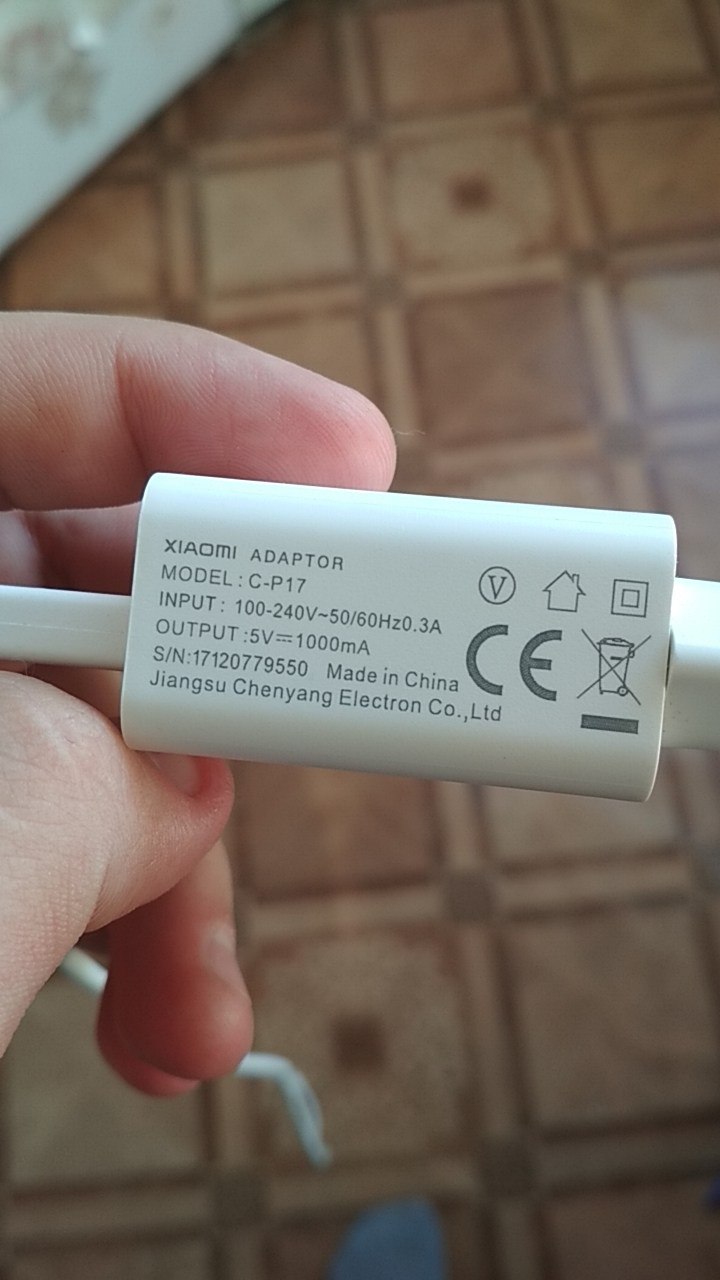 XIAOMI ADAPTOR
MODEL : C-P17
INPUT : 100-240V~50/60Hz0.3A
OUTPUT :5V⎓1000mA
S/N:17120779550 Made in China
Jiangsu Chenyang Electron Co.,Ltd
V
CE